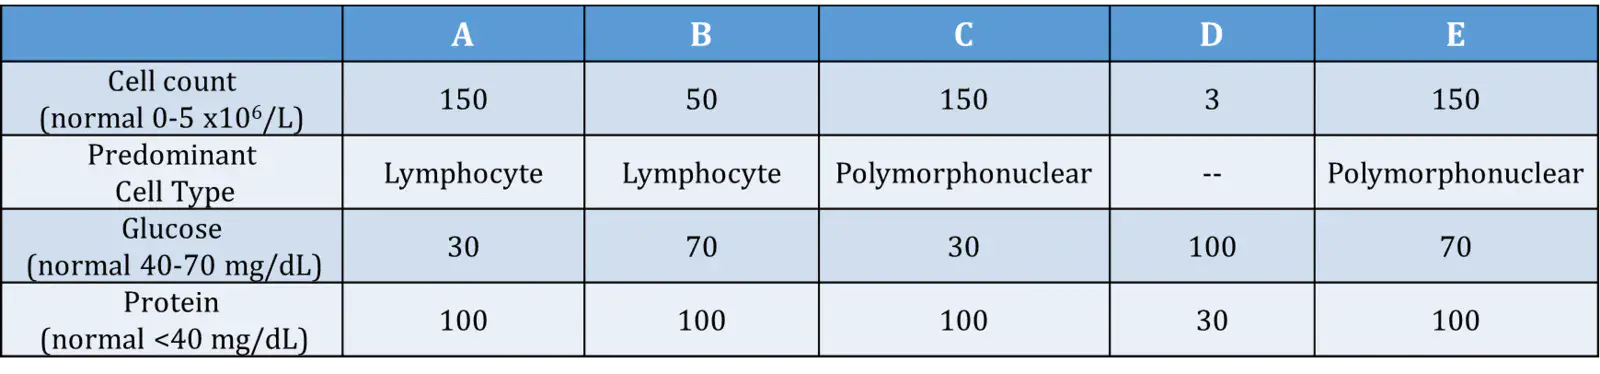 A B C D E
Cell count
(normal 0-5 x10⁶/L) 150 50 150 3 150
Predominant
Cell Type Lymphocyte Lymphocyte Polymorphonuclear -- Polymorphonuclear
Glucose
(normal 40-70 mg/dL) 30 70 30 100 70
Protein
(normal <40 mg/dL) 100 100 100 30 100